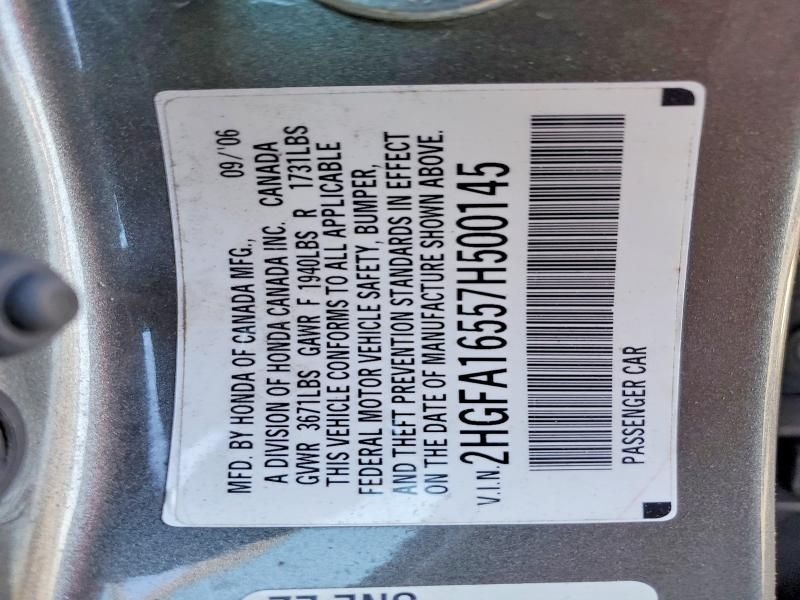 MFD. BY HONDA OF CANADA MFG., 09/'06
A DIVISION OF HONDA CANADA INC. CANADA
GVWR 3671LBS GAWR F 1940LBS R 1731LBS
THIS VEHICLE CONFORMS TO ALL APPLICABLE
FEDERAL MOTOR VEHICLE SAFETY, BUMPER,
AND THEFT PREVENTION STANDARDS IN EFFECT
ON THE DATE OF MANUFACTURE SHOWN ABOVE.
V.I.N. 2HGFA16557H500145
PASSENGER CAR